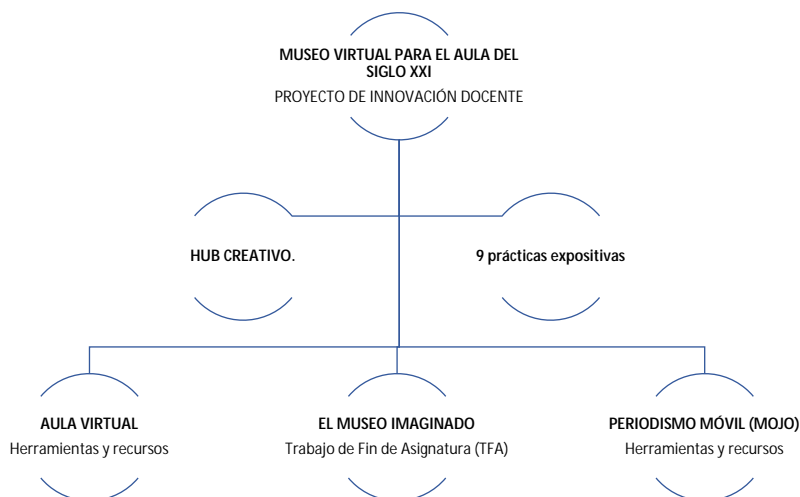 MUSEO VIRTUAL PARA EL AULA DEL
SIGLO XXI
PROYECTO DE INNOVACIÓN DOCENTE
HUB CREATIVO.
9 prácticas expositivas
AULA VIRTUAL
Herramientas y recursos
EL MUSEO IMAGINADO
Trabajo de Fin de Asignatura (TFA)
PERIODISMO MÓVIL (MOJO)
Herramientas y recursos